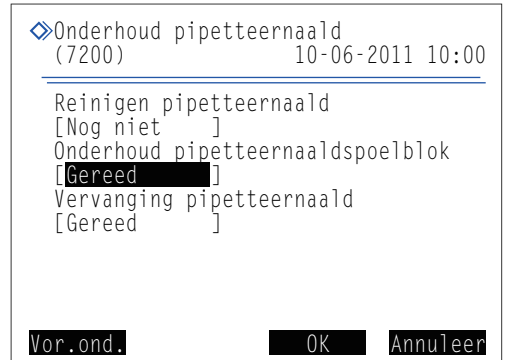 Onderhoud pipetteernaald
(7200) 10-06-2011 10:00
Reinigen pipetteernaald
[Nog niet ]
Onderhoud pipetteernaaldspoelblok
[Gereed ]
Vervanging pipetteernaald
[Gereed ]
Vor.ond. OK Annuleer